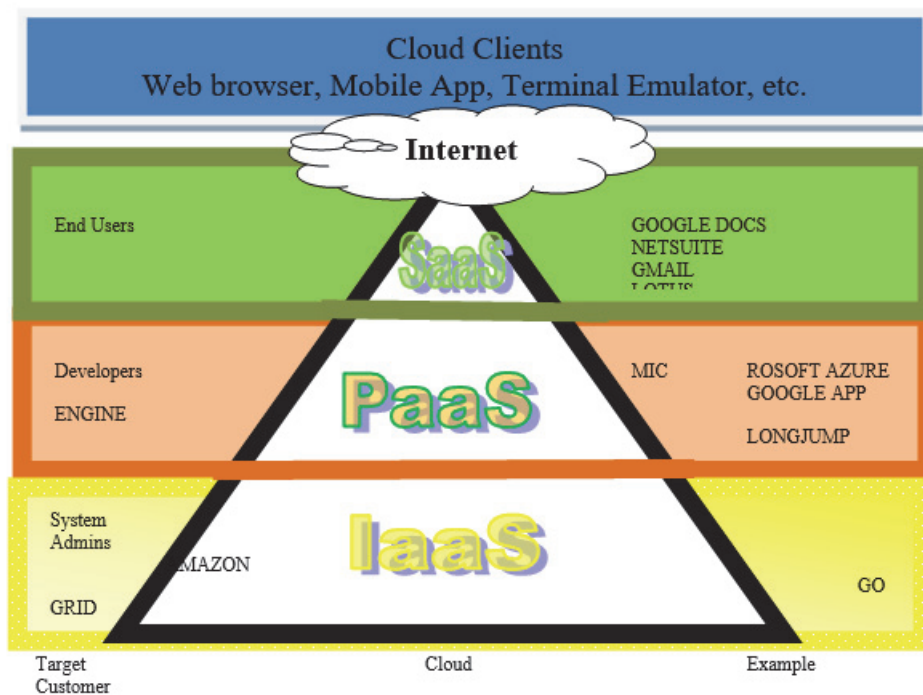 Cloud Clients
Web browser, Mobile App, Terminal Emulator, etc.
Internet
End Users
SaaS
GOOGLE DOCS
NETSUITE
GMAIL
LOTUS
Developers
ENGINE
PaaS
MIC ROSOFT AZURE
GOOGLE APP
LONGJUMP
System
Admins
MAZON
GRID
IaaS
GO
Target
Customer
Cloud
Example